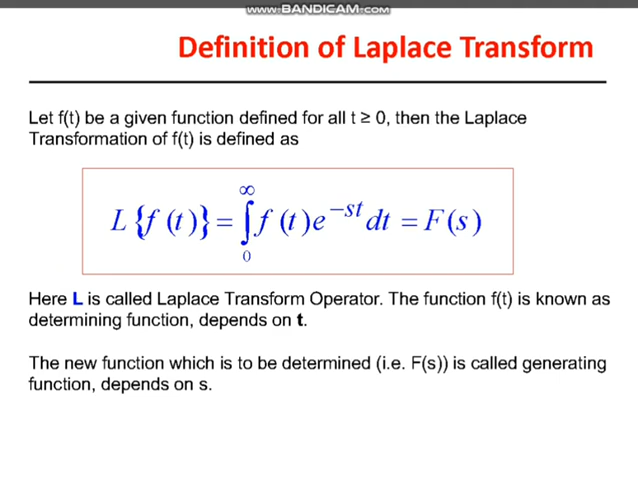 www.BANDICAM.com
Definition of Laplace Transform
Let f(t) be a given function defined for all t ≥ 0, then the Laplace
Transformation of f(t) is defined as
L{f(t)} = ∫₀^∞ f(t)e^{−st} dt = F(s)
Here L is called Laplace Transform Operator. The function f(t) is known as
determining function, depends on t.
The new function which is to be determined (i.e. F(s)) is called generating
function, depends on s.